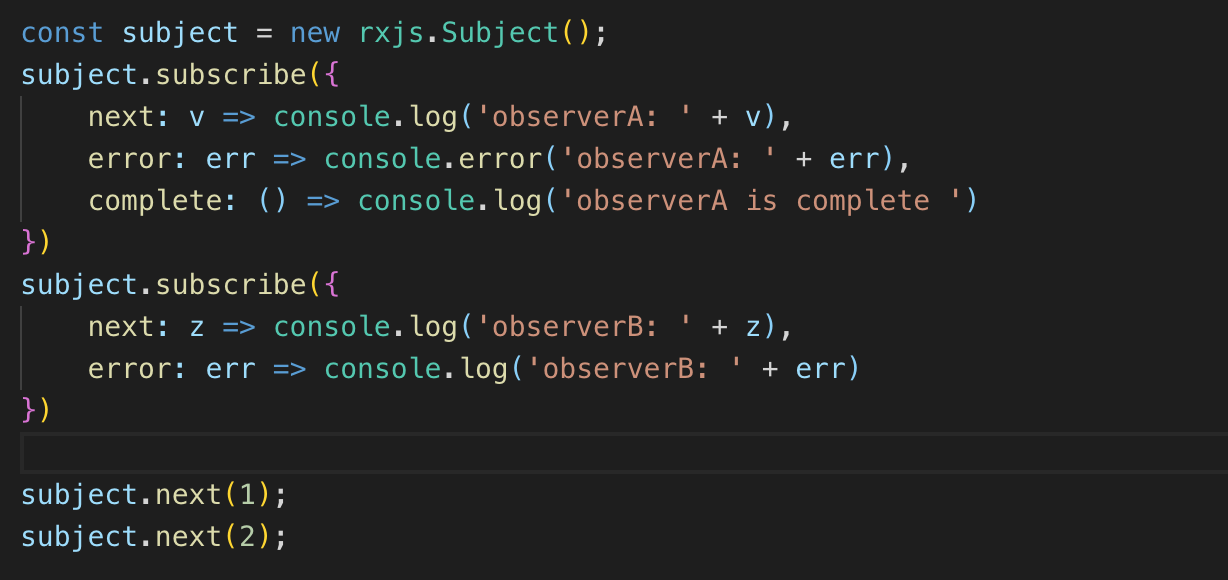 const subject = new rxjs.Subject();
subject.subscribe({
    next: v => console.log('observerA: ' + v),
    error: err => console.error('observerA: ' + err),
    complete: () => console.log('observerA is complete ')
})
subject.subscribe({
    next: z => console.log('observerB: ' + z),
    error: err => console.log('observerB: ' + err)
})

subject.next(1);
subject.next(2);